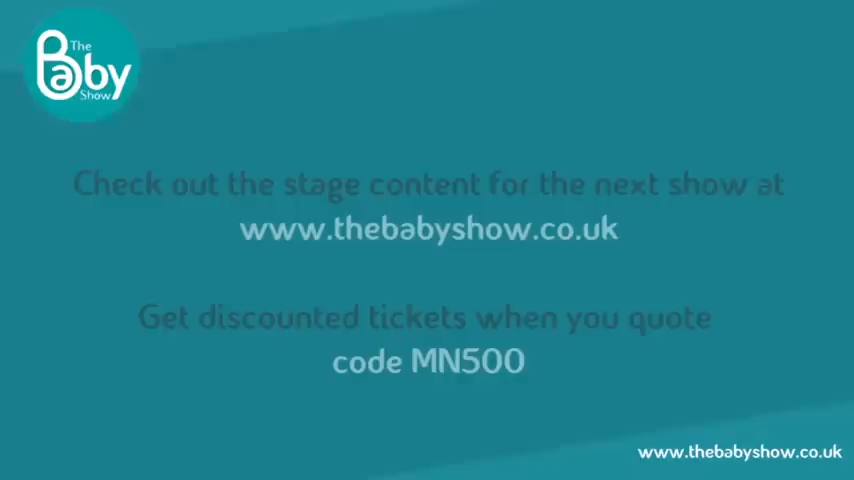 The
Baby
Show
Check out the stage content for the next show at
www.thebabyshow.co.uk
Get discounted tickets when you quote
code MN500
www.thebabyshow.co.uk